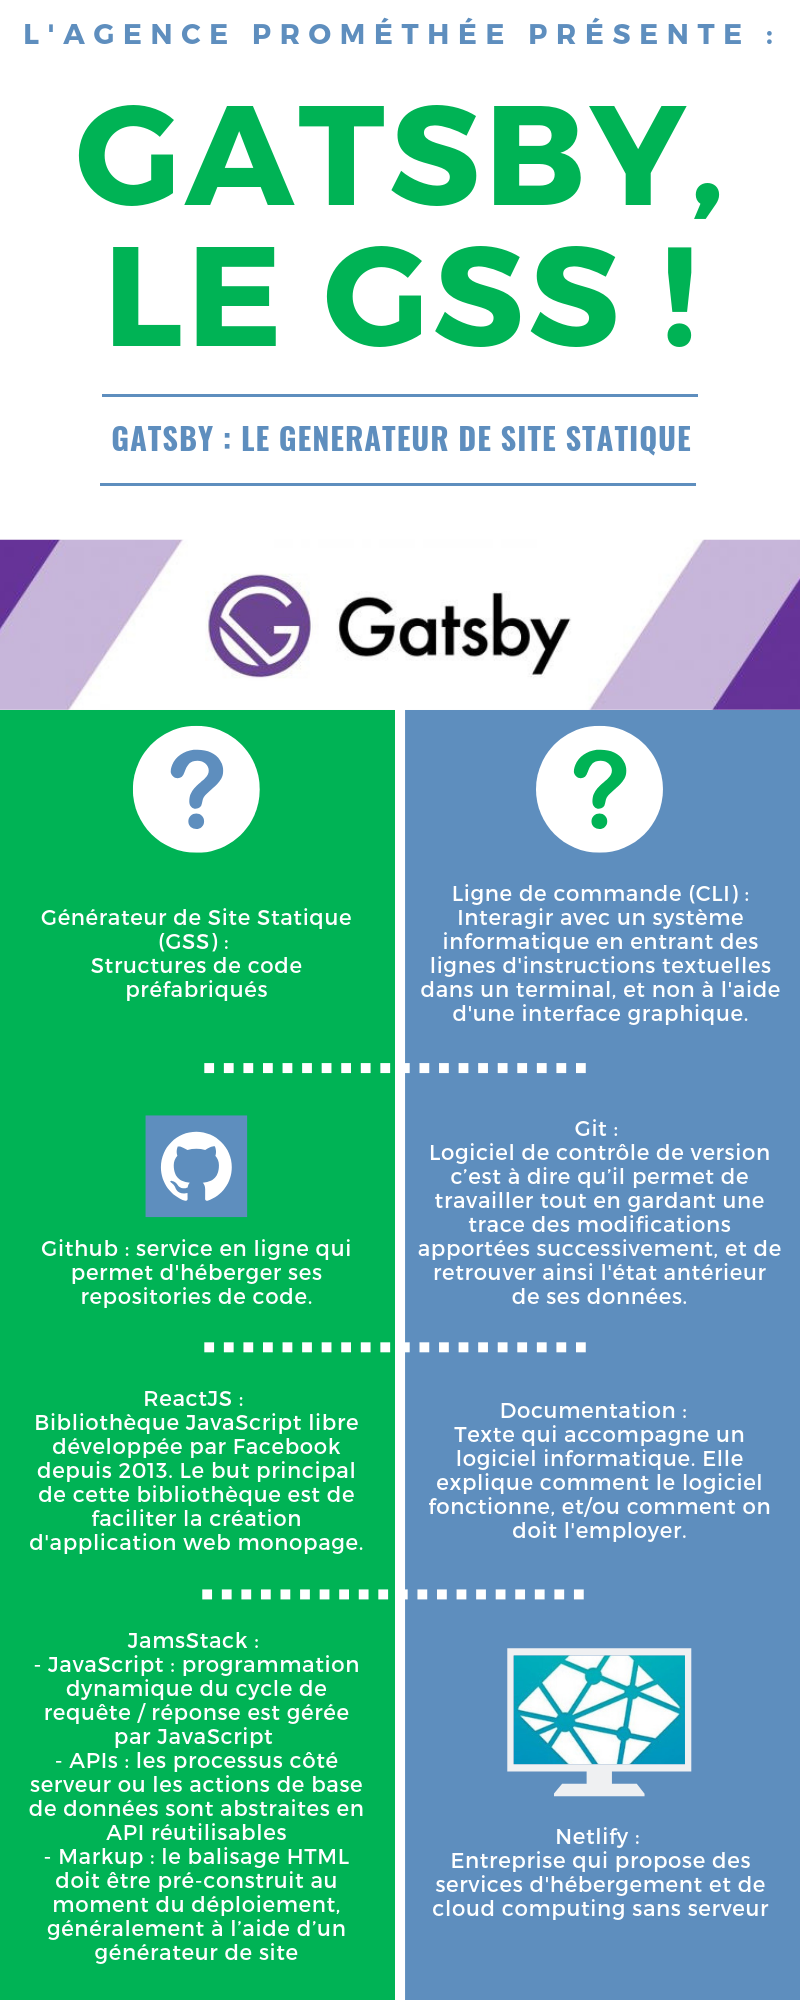 L'AGENCE PROMÉTHÉE PRÉSENTE :
GATSBY,
LE GSS !
GATSBY : LE GENERATEUR DE SITE STATIQUE
Gatsby
?
Générateur de Site Statique
(GSS) :
Structures de code
préfabriqués
?
Ligne de commande (CLI) :
Interagir avec un système
informatique en entrant des
lignes d'instructions textuelles
dans un terminal, et non à l'aide
d'une interface graphique.
Github : service en ligne qui
permet d'héberger ses
repositories de code.
Git :
Logiciel de contrôle de version
c’est à dire qu’il permet de
travailler tout en gardant une
trace des modifications
apportées successivement, et de
retrouver ainsi l'état antérieur
de ses données.
ReactJS :
Bibliothèque JavaScript libre
développée par Facebook
depuis 2013. Le but principal
de cette bibliothèque est de
faciliter la création
d'application web monopage.
Documentation :
Texte qui accompagne un
logiciel informatique. Elle
explique comment le logiciel
fonctionne, et/ou comment on
doit l'employer.
JamsStack :
- JavaScript : programmation
dynamique du cycle de
requête / réponse est gérée
par JavaScript
- APIs : les processus côté
serveur ou les actions de base
de données sont abstraites en
API réutilisables
- Markup : le balisage HTML
doit être pré-construit au
moment du déploiement,
généralement à l’aide d’un
générateur de site
Netlify :
Entreprise qui propose des
services d'hébergement et de
cloud computing sans serveur